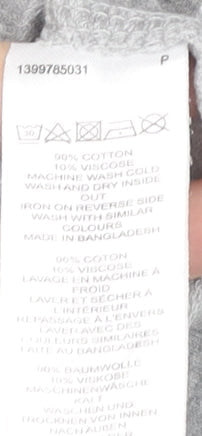 P
1399785031
30
90% COTTON
10% VISCOSE
MACHINE WASH COLD
WASH AND DRY INSIDE
OUT
IRON ON REVERSE SIDE
WASH WITH SIMILAR
COLOURS
MADE IN BANGLADESH
90% COTON
10% VISCOSE
LAVAGE EN MACHINE À
FROID
LAVER ET SÉCHER À
L'INTÉRIEUR
REPASSAGE À L'ENVERS
LAVER AVEC DES
COULEURS SIMILAIRES
FAITE AU BANGLADESH
90% BAUMWOLLE
10% VISKOSE
MASCHINENWÄSCHE
KALT
WASCHEN UND
TROCKNEN VON INNEN
NACH AUßEN